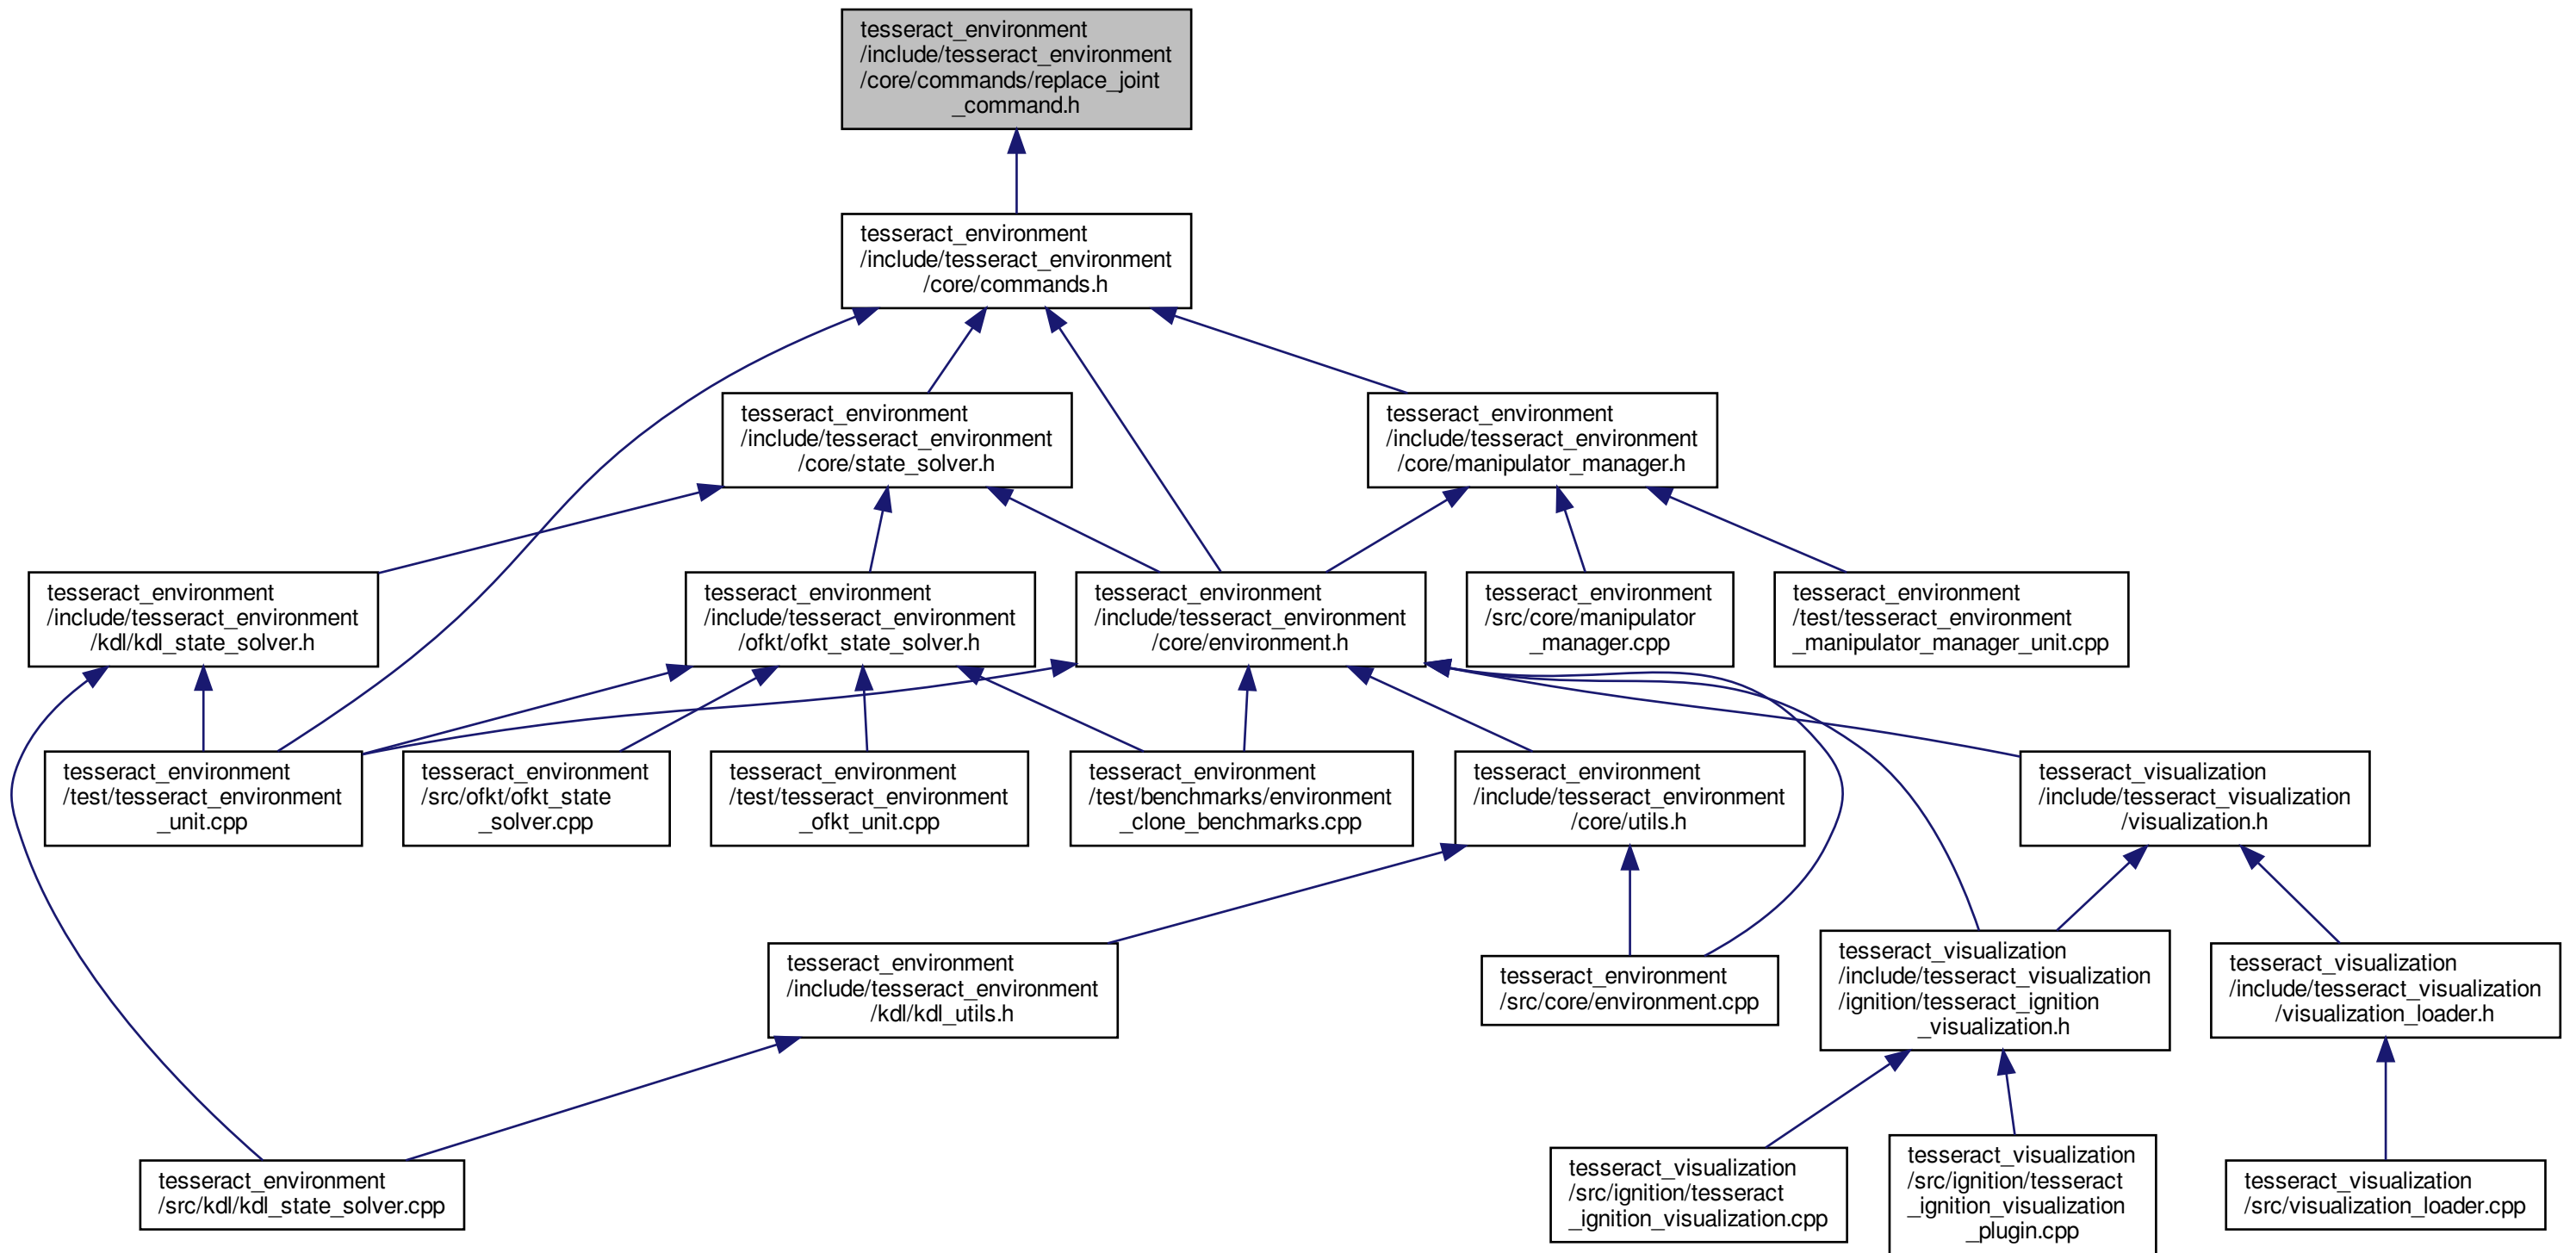 tesseract_environment
/include/tesseract_environment
/core/commands/replace_joint
_command.h
tesseract_environment
/include/tesseract_environment
/core/commands.h
tesseract_environment
/include/tesseract_environment
/core/state_solver.h
tesseract_environment
/include/tesseract_environment
/core/manipulator_manager.h
tesseract_environment
/include/tesseract_environment
/kdl/kdl_state_solver.h
tesseract_environment
/include/tesseract_environment
/ofkt/ofkt_state_solver.h
tesseract_environment
/include/tesseract_environment
/core/environment.h
tesseract_environment
/src/core/manipulator
_manager.cpp
tesseract_environment
/test/tesseract_environment
_manipulator_manager_unit.cpp
tesseract_environment
/test/tesseract_environment
_unit.cpp
tesseract_environment
/src/ofkt/ofkt_state
_solver.cpp
tesseract_environment
/test/tesseract_environment
_ofkt_unit.cpp
tesseract_environment
/test/benchmarks/environment
_clone_benchmarks.cpp
tesseract_environment
/include/tesseract_environment
/core/utils.h
tesseract_visualization
/include/tesseract_visualization
/visualization.h
tesseract_environment
/include/tesseract_environment
/kdl/kdl_utils.h
tesseract_environment
/src/core/environment.cpp
tesseract_visualization
/include/tesseract_visualization
/ignition/tesseract_ignition
_visualization.h
tesseract_visualization
/include/tesseract_visualization
/visualization_loader.h
tesseract_environment
/src/kdl/kdl_state_solver.cpp
tesseract_visualization
/src/ignition/tesseract
_ignition_visualization.cpp
tesseract_visualization
/src/ignition/tesseract
_ignition_visualization
_plugin.cpp
tesseract_visualization
/src/visualization_loader.cpp